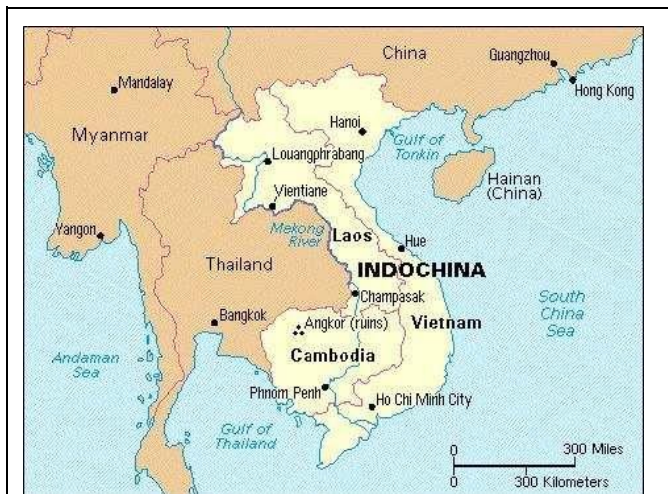 China
Guangzhou
Mandalay
Hong Kong
Myanmar
Hanoi
Gulf of
Tonkin
Louangphrabang
Hainan
(China)
Vientiane
Yangon
Mekong
River
Laos
Hue
Thailand
INDOCHINA
Champasak
South
China
Sea
Bangkok
Angkor (ruins)
Vietnam
Andaman
Sea
Cambodia
Phnom Penh
Ho Chi Minh City
Gulf of
Thailand
0 300 Miles
0 300 Kilometers